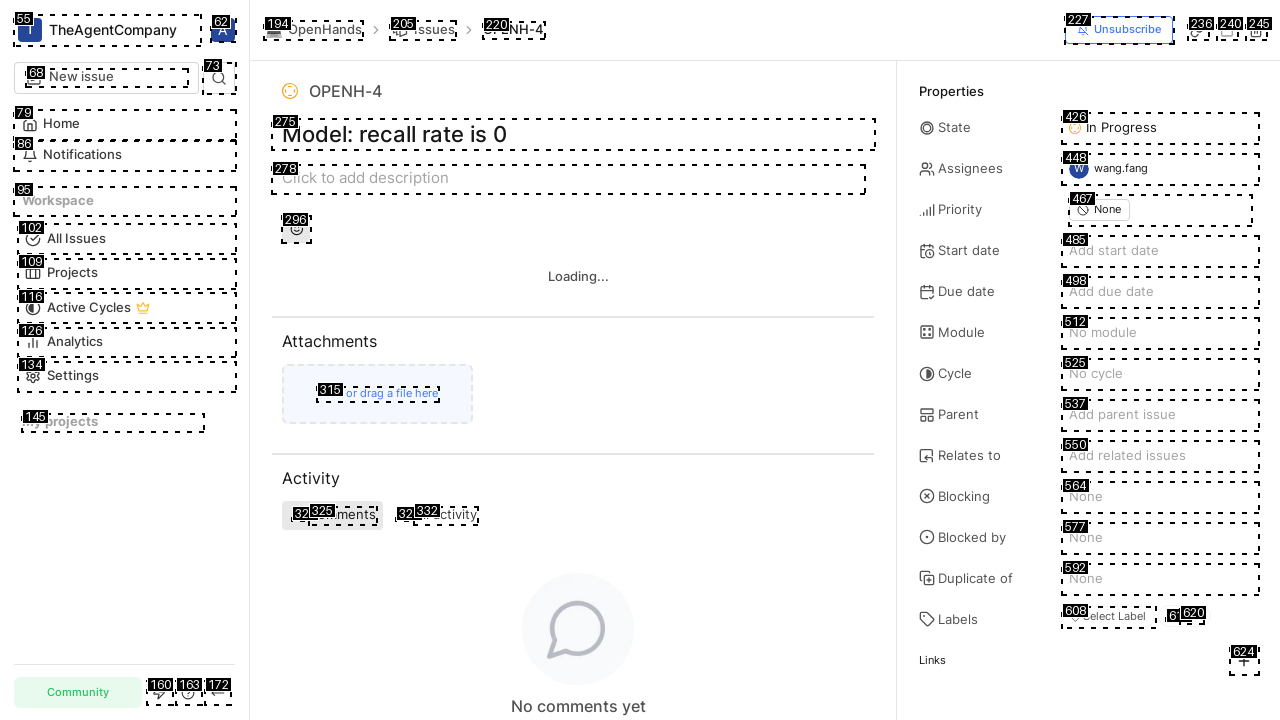 55
T
TheAgentCompany
62
A
68
New issue
73
79
Home
86
Notifications
95
Workspace
102
All Issues
109
Projects
116
Active Cycles
126
Analytics
134
Settings
145
My projects
Community
160
163
172
194
OpenHands
205
Issues
220
OPENH-4
227
Unsubscribe
236
240
245
OPENH-4
275
Model: recall rate is 0
278
Click to add description
296
Loading...
Attachments
315
or drag a file here
Activity
325
332
No comments yet
Properties
State
426
In Progress
Assignees
448
W
wang.fang
Priority
467
None
Start date
485
Add start date
Due date
498
Add due date
Module
512
No module
Cycle
525
No cycle
Parent
537
Add parent issue
Relates to
550
Add related issues
Blocking
564
None
Blocked by
577
None
Duplicate of
592
None
Labels
608
Select Label
620
Links
624